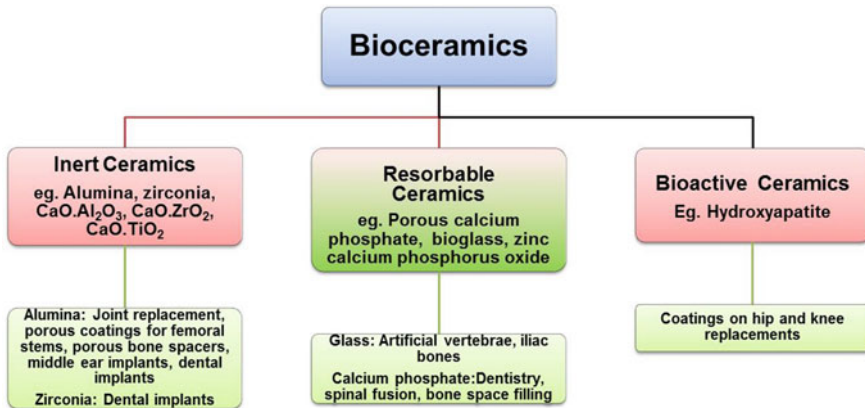 Bioceramics
Inert Ceramics
eg. Alumina, zirconia,
CaO.Al₂O₃, CaO.ZrO₂,
CaO.TiO₂
Resorbable
Ceramics
eg. Porous calcium
phosphate, bioglass, zinc
calcium phosphorus oxide
Bioactive Ceramics
Eg. Hydroxyapatite
Alumina: Joint replacement,
porous coatings for femoral
stems, porous bone spacers,
middle ear implants, dental
implants
Zirconia: Dental implants
Glass: Artificial vertebrae, iliac
bones
Calcium phosphate:Dentistry,
spinal fusion, bone space filling
Coatings on hip and knee
replacements